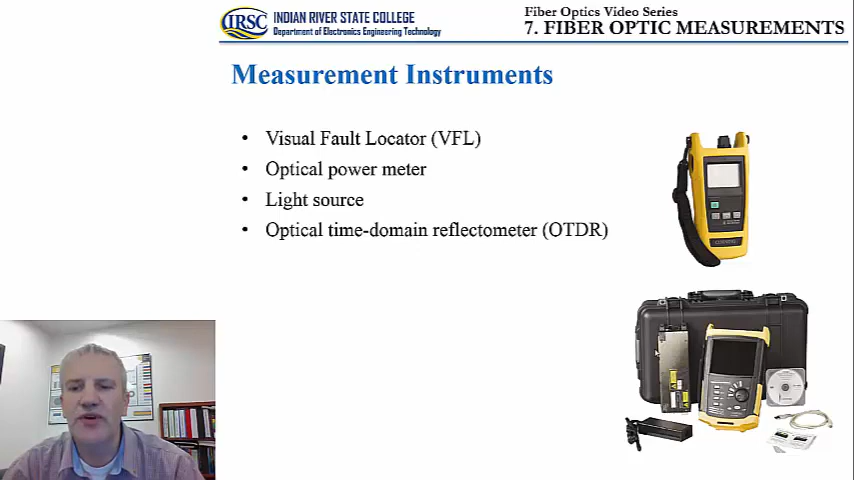 IRSC
INDIAN RIVER STATE COLLEGE
Department of Electronics Engineering Technology
Fiber Optics Video Series
7. FIBER OPTIC MEASUREMENTS
Measurement Instruments
• Visual Fault Locator (VFL)
• Optical power meter
• Light source
• Optical time-domain reflectometer (OTDR)